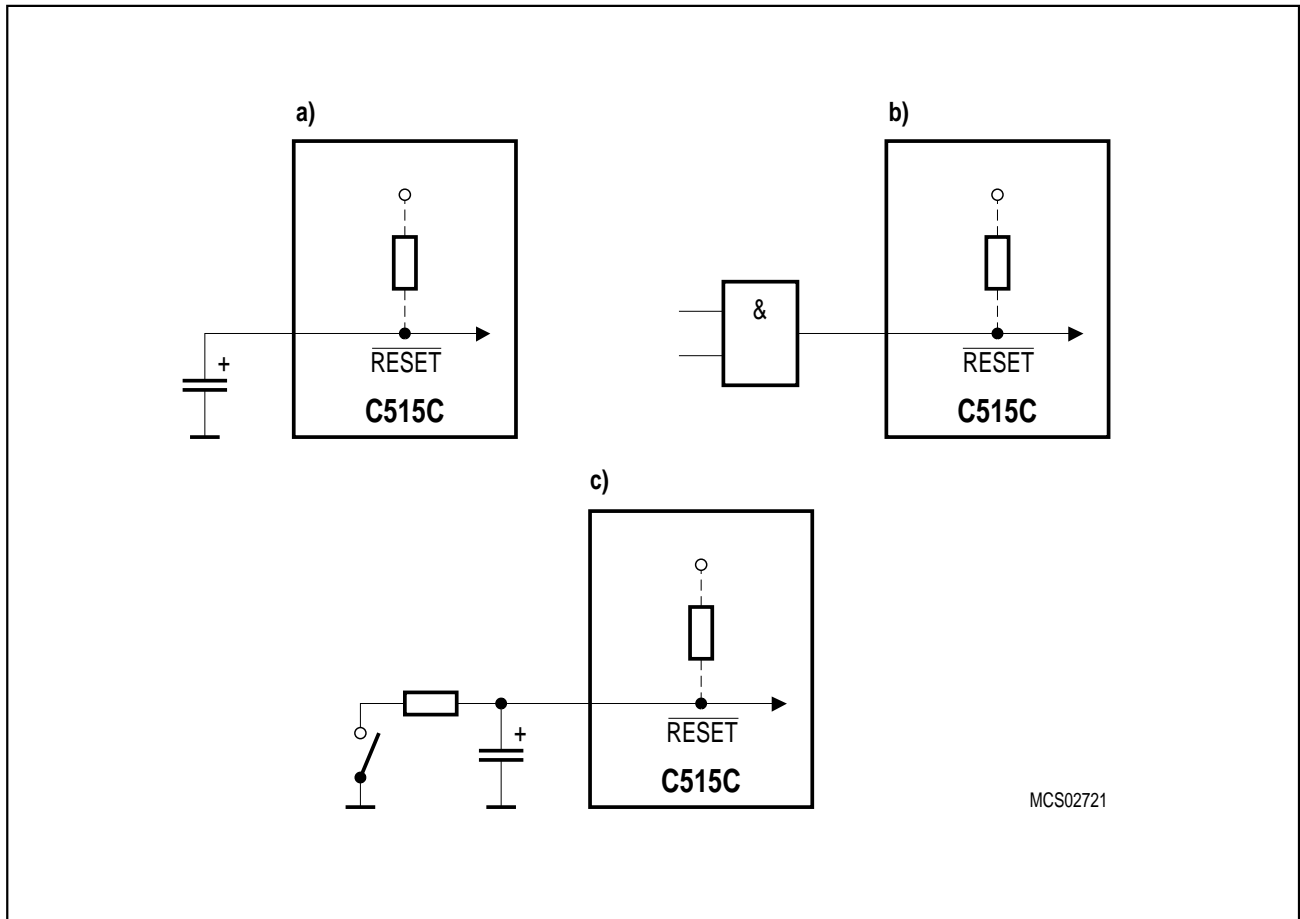 a)
+
RESET
C515C
b)
&
RESET
C515C
c)
+
RESET
C515C
MCS02721